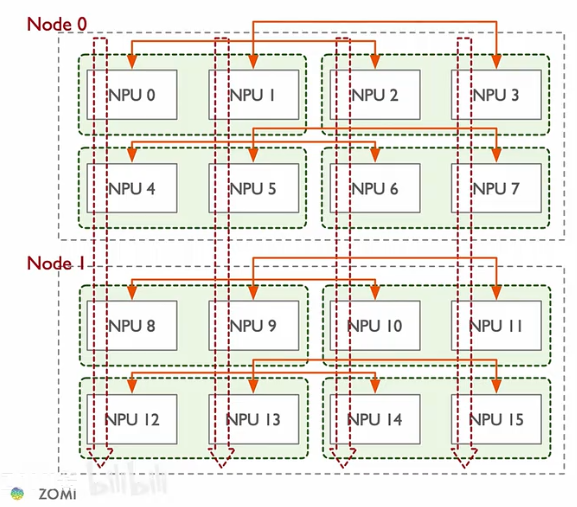 Node 0
NPU 0 NPU 1 NPU 2 NPU 3
NPU 4 NPU 5 NPU 6 NPU 7
Node 1
NPU 8 NPU 9 NPU 10 NPU 11
NPU 12 NPU 13 NPU 14 NPU 15
ZOMI bilibili